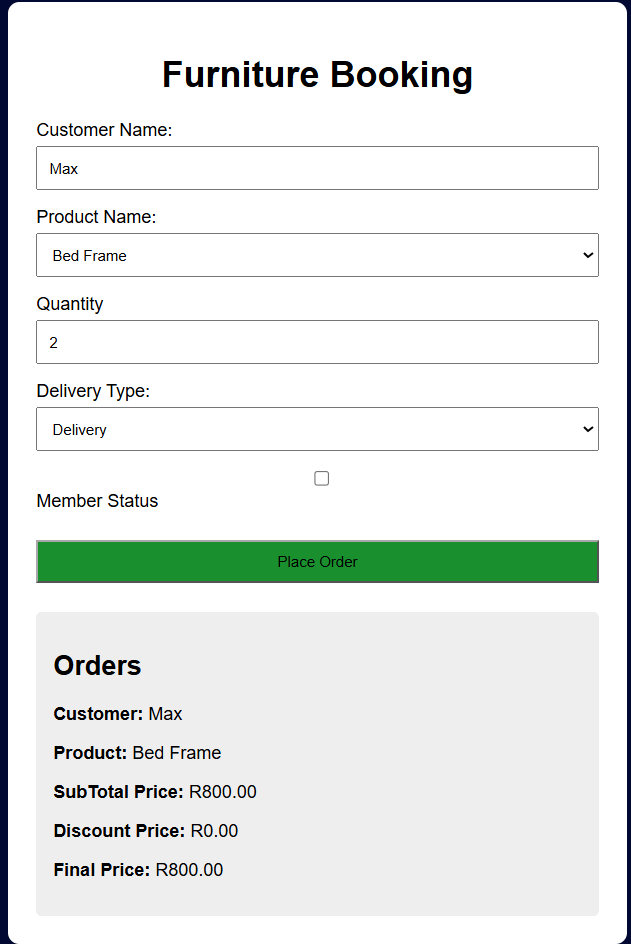 Furniture Booking
Customer Name:
Max
Product Name:
Bed Frame
Quantity
2
Delivery Type:
Delivery
Member Status
Place Order
Orders
Customer: Max
Product: Bed Frame
SubTotal Price: R800.00
Discount Price: R0.00
Final Price: R800.00